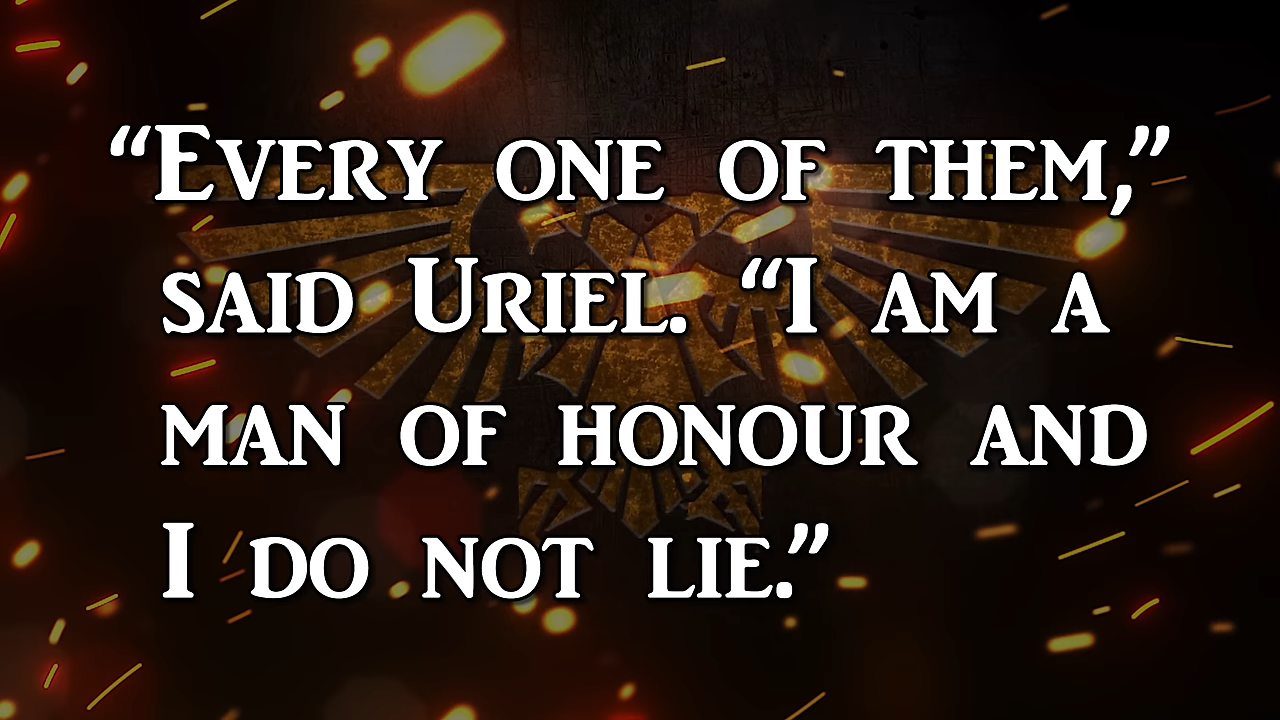 “Every one of them,”
said Uriel. “I am a
man of honour and
I do not lie.”